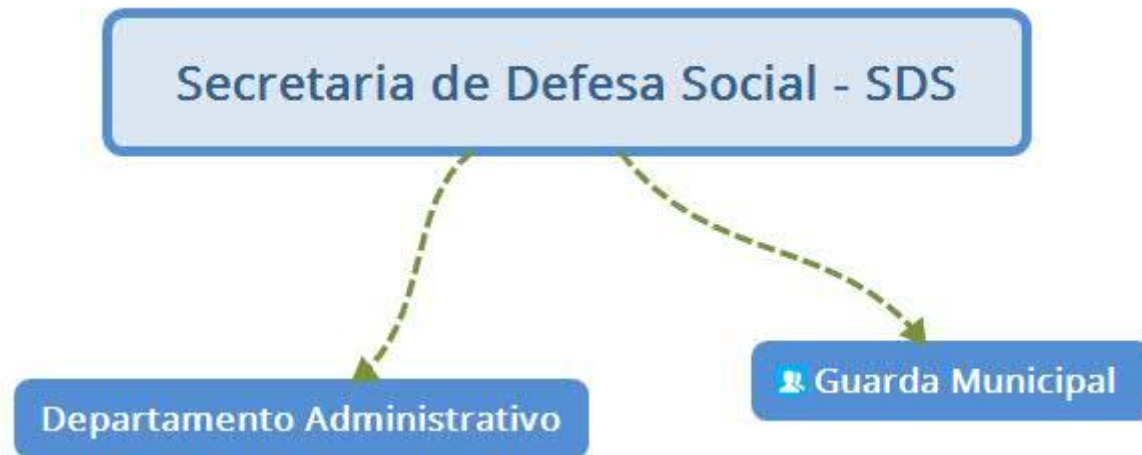 Secretaria de Defesa Social - SDS
Guarda Municipal
Departamento Administrativo